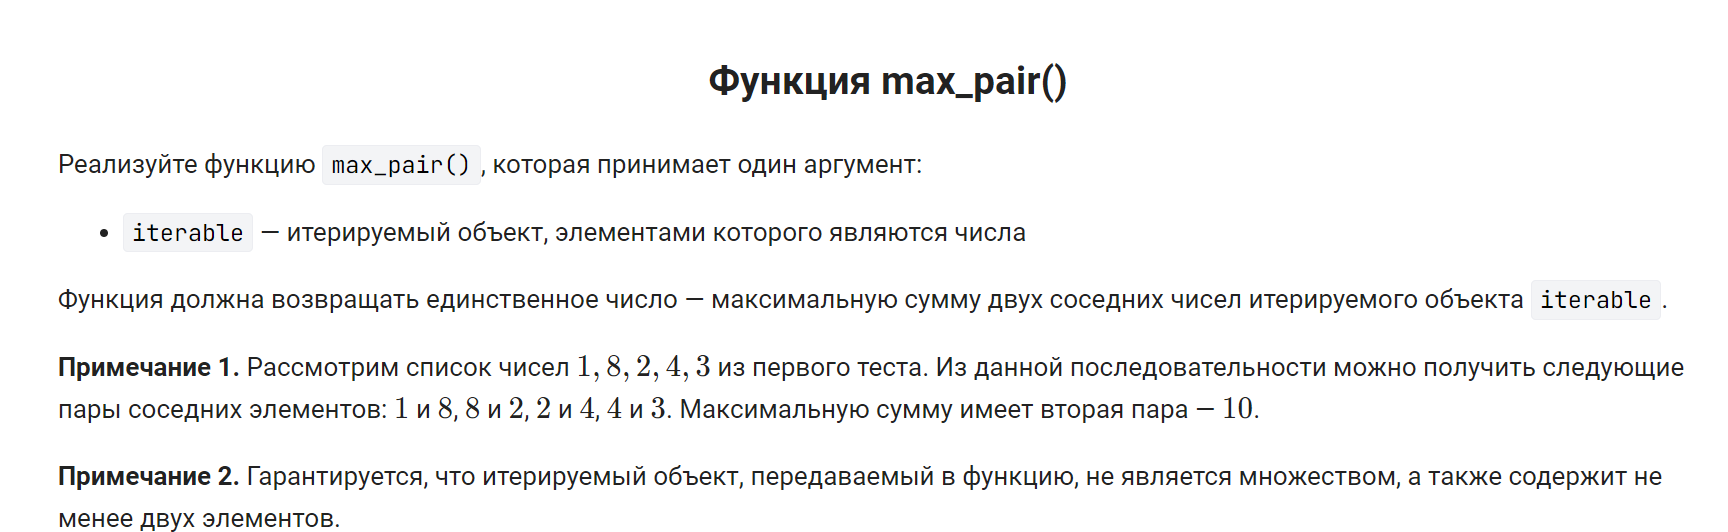 Функция max_pair()
Реализуйте функцию max_pair(), которая принимает один аргумент:
• iterable — итерируемый объект, элементами которого являются числа
Функция должна возвращать единственное число — максимальную сумму двух соседних чисел итерируемого объекта iterable.
Примечание 1. Рассмотрим список чисел 1, 8, 2, 4, 3 из первого теста. Из данной последовательности можно получить следующие
пары соседних элементов: 1 и 8, 8 и 2, 2 и 4, 4 и 3. Максимальную сумму имеет вторая пара – 10.
Примечание 2. Гарантируется, что итерируемый объект, передаваемый в функцию, не является множеством, а также содержит не
менее двух элементов.